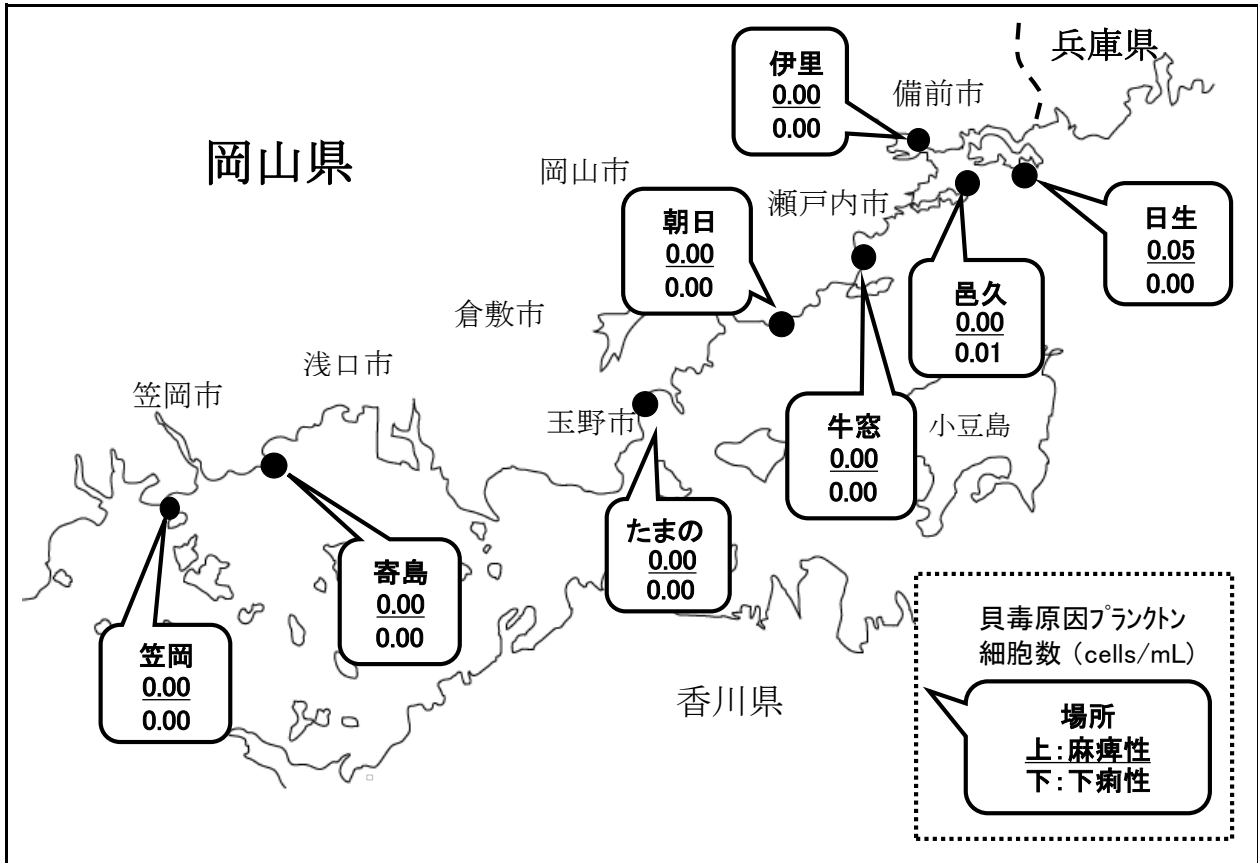 兵庫県
伊里
0.00
0.00
備前市
岡山県
岡山市
瀬戸内市
朝日
0.00
0.00
日生
0.05
0.00
邑久
0.00
0.01
倉敷市
浅口市
笠岡市
玉野市
牛窓
0.00
0.00
小豆島
たまの
0.00
0.00
寄島
0.00
0.00
笠岡
0.00
0.00
香川県
貝毒原因プランクトン
細胞数（cells/mL）
場所
上：麻痺性
下：下痢性